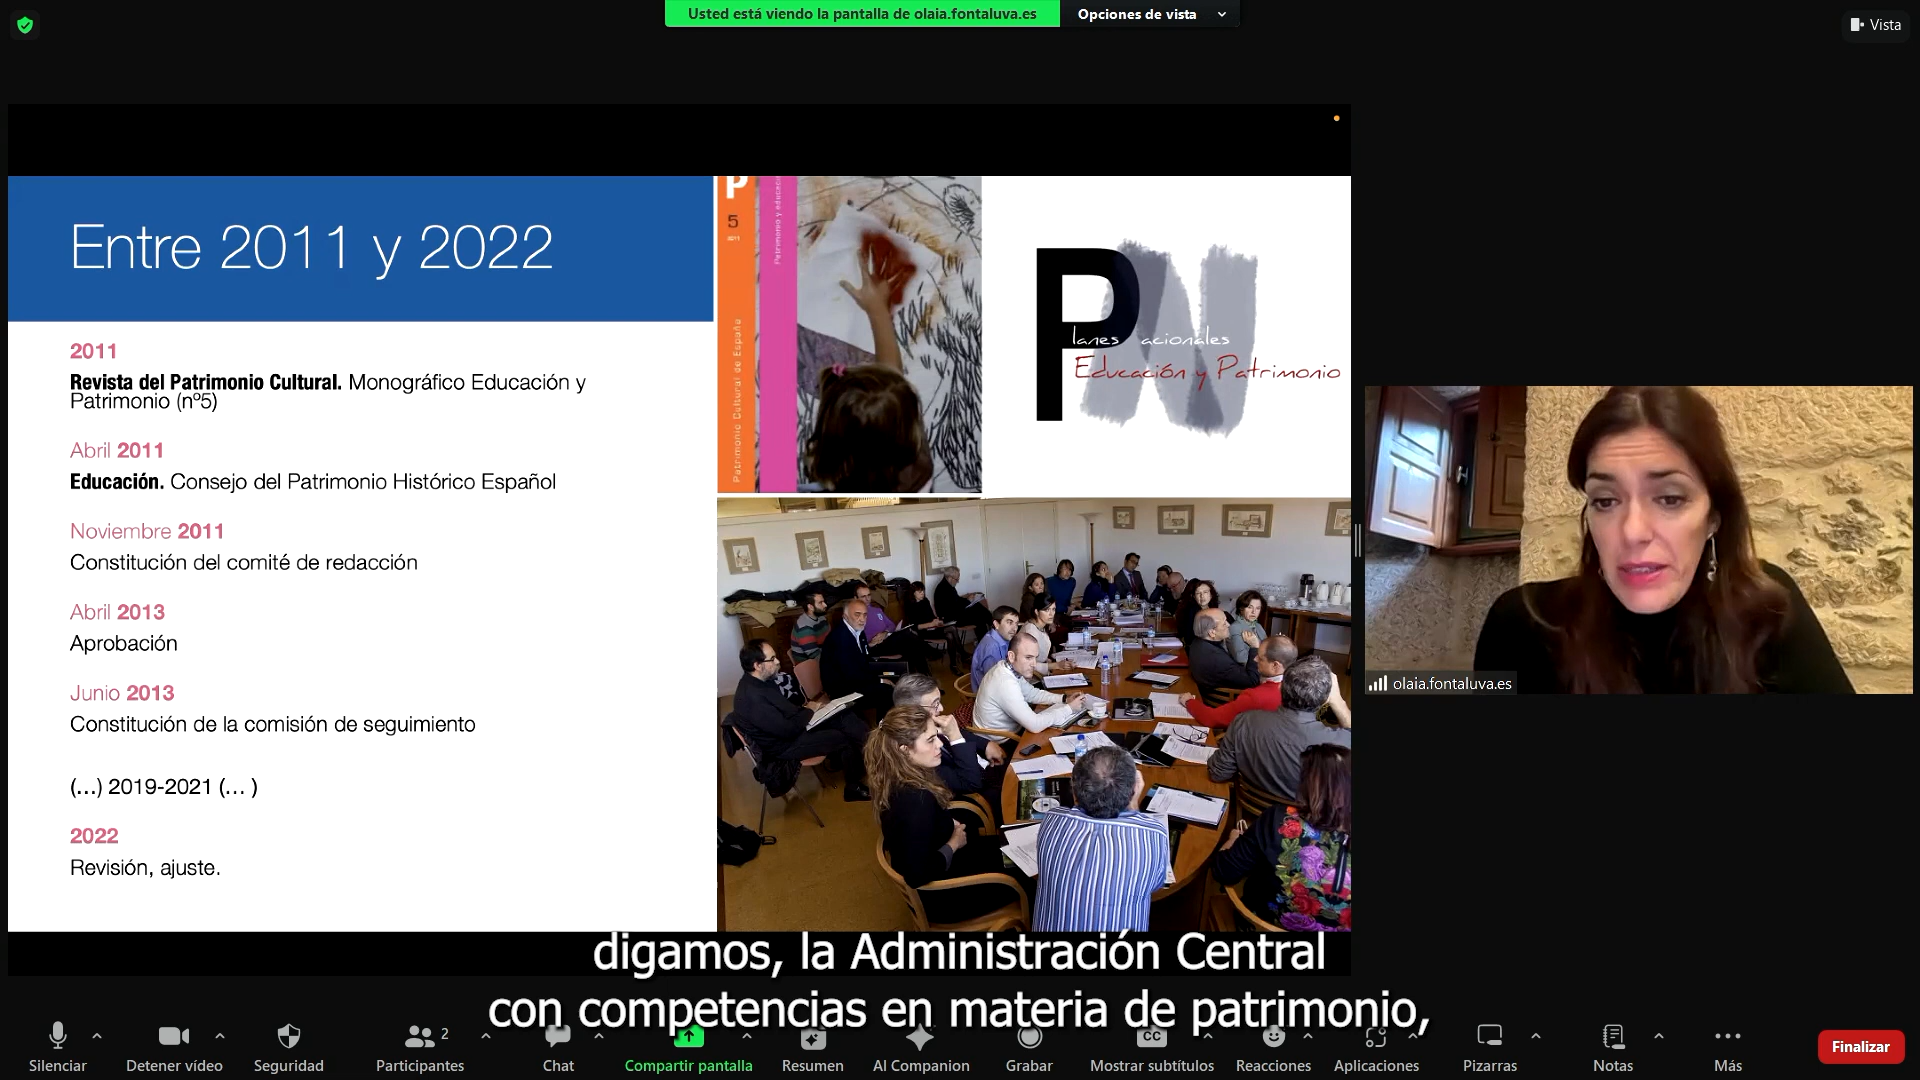 Usted está viendo la pantalla de olaia.fontaluva.es
Opciones de vista
Vista
Entre 2011 y 2022
2011
Revista del Patrimonio Cultural. Monográfico Educación y
Patrimonio (nº5)
Abril 2011
Educación. Consejo del Patrimonio Histórico Español
Noviembre 2011
Constitución del comité de redacción
Abril 2013
Aprobación
Junio 2013
Constitución de la comisión de seguimiento
(...) 2019-2021 (... )
2022
Revisión, ajuste.
P
5
2011
Patrimonio Cultural de España
Patrimonio y educaci
PN
lanes acionales
Educación y Patrimonio
olaia.fontaluva.es
digamos, la Administración Central
con competencias en materia de patrimonio,
2
CC
Silenciar
Detener vídeo
Seguridad
Participantes
Chat
Compartir pantalla
Resumen
AI Companion
Grabar
Mostrar subtítulos
Reacciones
Aplicaciones
Pizarras
Notas
Más
Finalizar